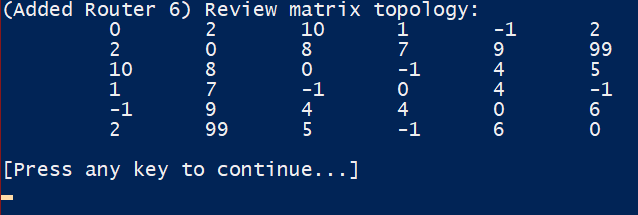 (Added Router 6) Review matrix topology:
0 2 10 1 -1 2
2 0 8 7 9 99
10 8 0 -1 4 5
1 7 -1 0 4 -1
-1 9 4 4 0 6
2 99 5 -1 6 0
[Press any key to continue...]